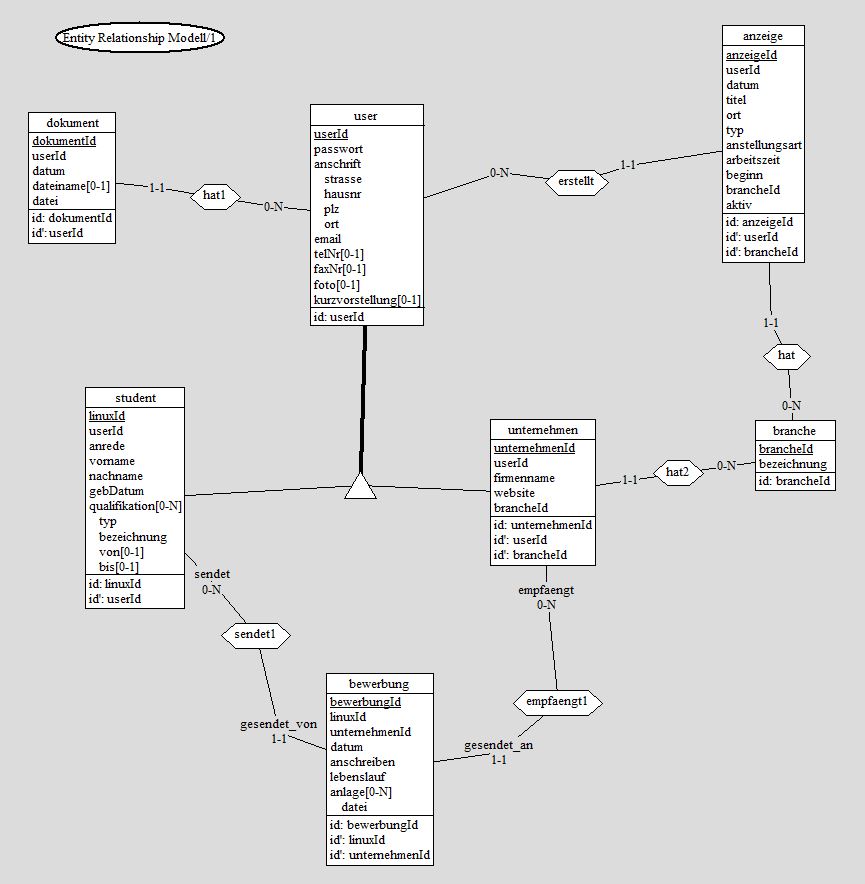 Entity Relationship Modell/1
dokument
dokumentId
userId
datum
dateiname[0-1]
datei
id: dokumentId
id': userId
1-1
hat1
0-N
user
userId
passwort
anschrift
strasse
hausnr
plz
ort
email
telNr[0-1]
faxNr[0-1]
foto[0-1]
kurzvorstellung[0-1]
id: userId
0-N
erstellt
1-1
anzeige
anzeigeId
userId
datum
titel
ort
typ
anstellungsart
arbeitszeit
beginn
brancheId
aktiv
id: anzeigeId
id': userId
id': brancheId
1-1
hat
0-N
branche
brancheId
bezeichnung
id: brancheId
0-N
hat2
1-1
unternehmen
unternehmenId
userId
firmenname
website
brancheId
id: unternehmenId
id': userId
id': brancheId
student
linuxId
userId
anrede
vorname
nachname
gebDatum
qualifikation[0-N]
typ
bezeichnung
von[0-1]
bis[0-1]
id: linuxId
id': userId
sendet
0-N
sendet1
gesendet_von
1-1
empfaengt
0-N
empfaengt1
gesendet_an
1-1
bewerbung
bewerbungId
linuxId
unternehmenId
datum
anschreiben
lebenslauf
anlage[0-N]
datei
id: bewerbungId
id': linuxId
id': unternehmenId